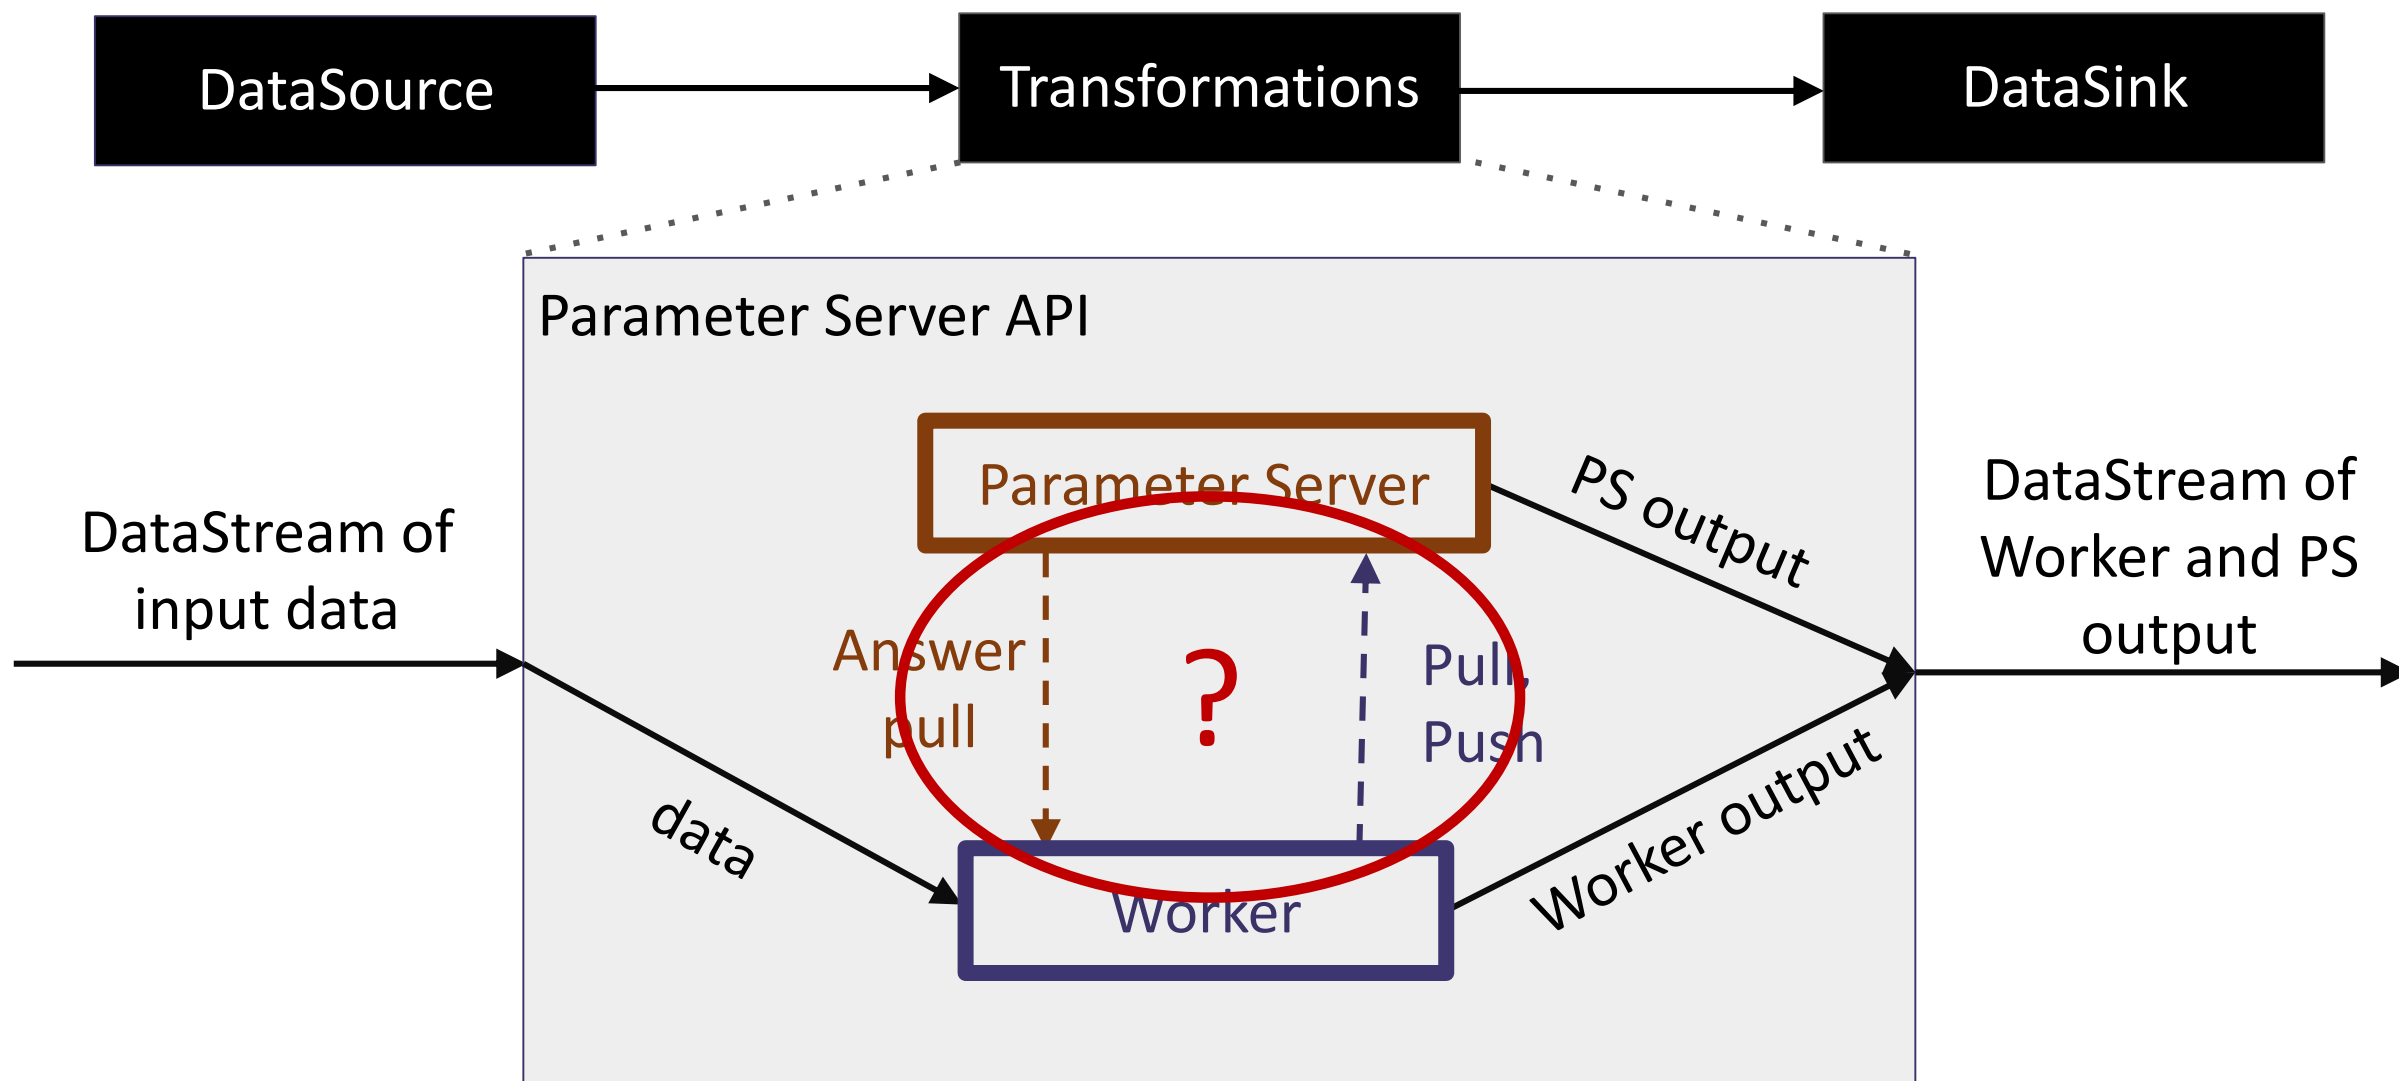 DataSource
Transformations
DataSink
Parameter Server API
Parameter Server
PS output
DataStream of
input data
DataStream of
Worker and PS
output
Answer
pull
?
Pull,
Push
data
Worker
Worker output